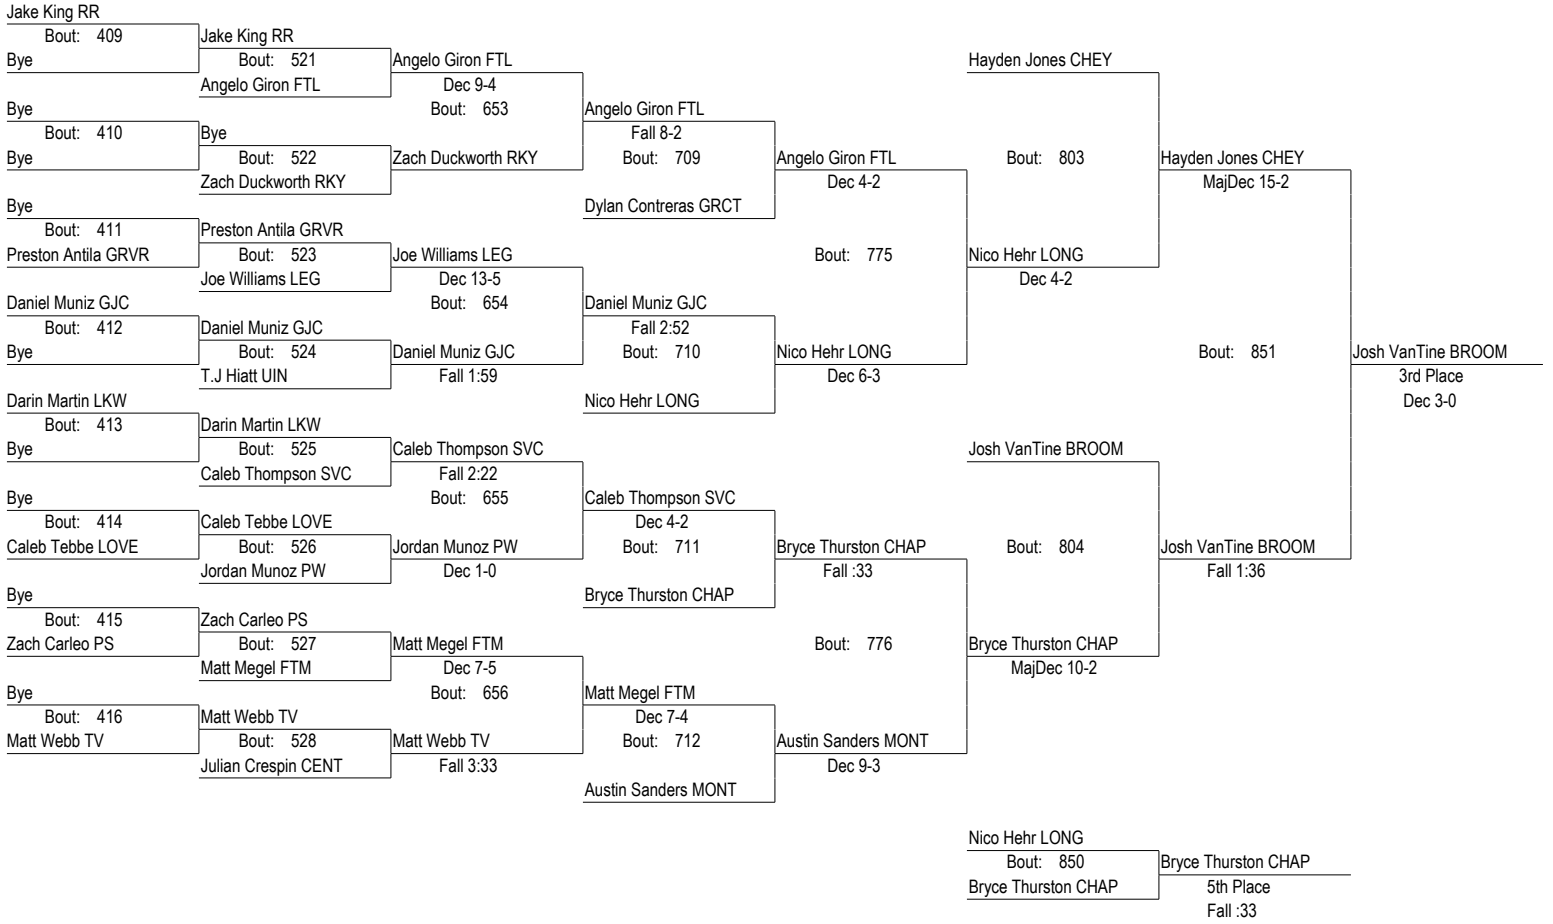 Jake King RR
Bout: 409
Bye
Bye
Bout: 410
Bye
Bye
Bout: 411
Preston Antila GRVR
Daniel Muniz GJC
Bout: 412
Bye
Darin Martin LKW
Bout: 413
Bye
Bye
Bout: 414
Caleb Tebbe LOVE
Bye
Bout: 415
Zach Carleo PS
Bye
Bout: 416
Matt Webb TV
Jake King RR
Bout: 521
Angelo Giron FTL
Bye
Bout: 522
Zach Duckworth RKY
Preston Antila GRVR
Bout: 523
Joe Williams LEG
Daniel Muniz GJC
Bout: 524
T.J Hiatt UIN
Darin Martin LKW
Bout: 525
Caleb Thompson SVC
Caleb Tebbe LOVE
Bout: 526
Jordan Munoz PW
Zach Carleo PS
Bout: 527
Matt Megel FTM
Matt Webb TV
Bout: 528
Julian Crespin CENT
Angelo Giron FTL
Dec 9-4
Bout: 653
Zach Duckworth RKY
Joe Williams LEG
Dec 13-5
Bout: 654
Daniel Muniz GJC
Fall 1:59
Caleb Thompson SVC
Fall 2:22
Bout: 655
Jordan Munoz PW
Dec 1-0
Matt Megel FTM
Dec 7-5
Bout: 656
Matt Webb TV
Fall 3:33
Angelo Giron FTL
Fall 8-2
Bout: 709
Dylan Contreras GRCT
Daniel Muniz GJC
Fall 2:52
Bout: 710
Nico Hehr LONG
Caleb Thompson SVC
Dec 4-2
Bout: 711
Bryce Thurston CHAP
Matt Megel FTM
Dec 7-4
Bout: 712
Austin Sanders MONT
Angelo Giron FTL
Dec 4-2
Bout: 775
Nico Hehr LONG
Dec 6-3
Bryce Thurston CHAP
Fall :33
Bout: 776
Austin Sanders MONT
Dec 9-3
Hayden Jones CHEY
Bout: 803
Nico Hehr LONG
Dec 4-2
Josh VanTine BROOM
Bout: 804
Bryce Thurston CHAP
MajDec 10-2
Hayden Jones CHEY
MajDec 15-2
Bout: 851
Josh VanTine BROOM
Fall 1:36
Josh VanTine BROOM
3rd Place
Dec 3-0
Nico Hehr LONG
Bout: 850
Bryce Thurston CHAP
Bryce Thurston CHAP
5th Place
Fall :33